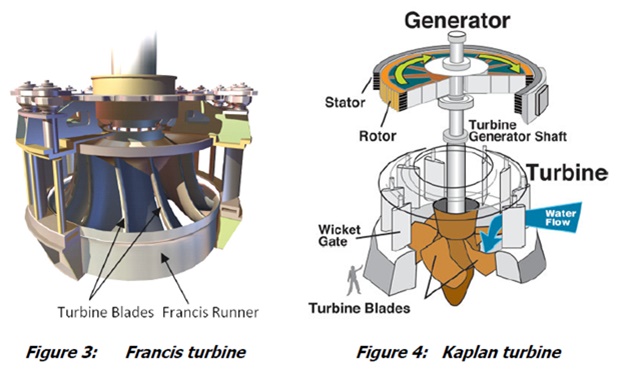 Turbine Blades Francis Runner
Figure 3: Francis turbine
Generator
Stator
Rotor
Turbine
Generator Shaft
Turbine
Water
Flow
Wicket
Gate
Turbine Blades
Figure 4: Kaplan turbine